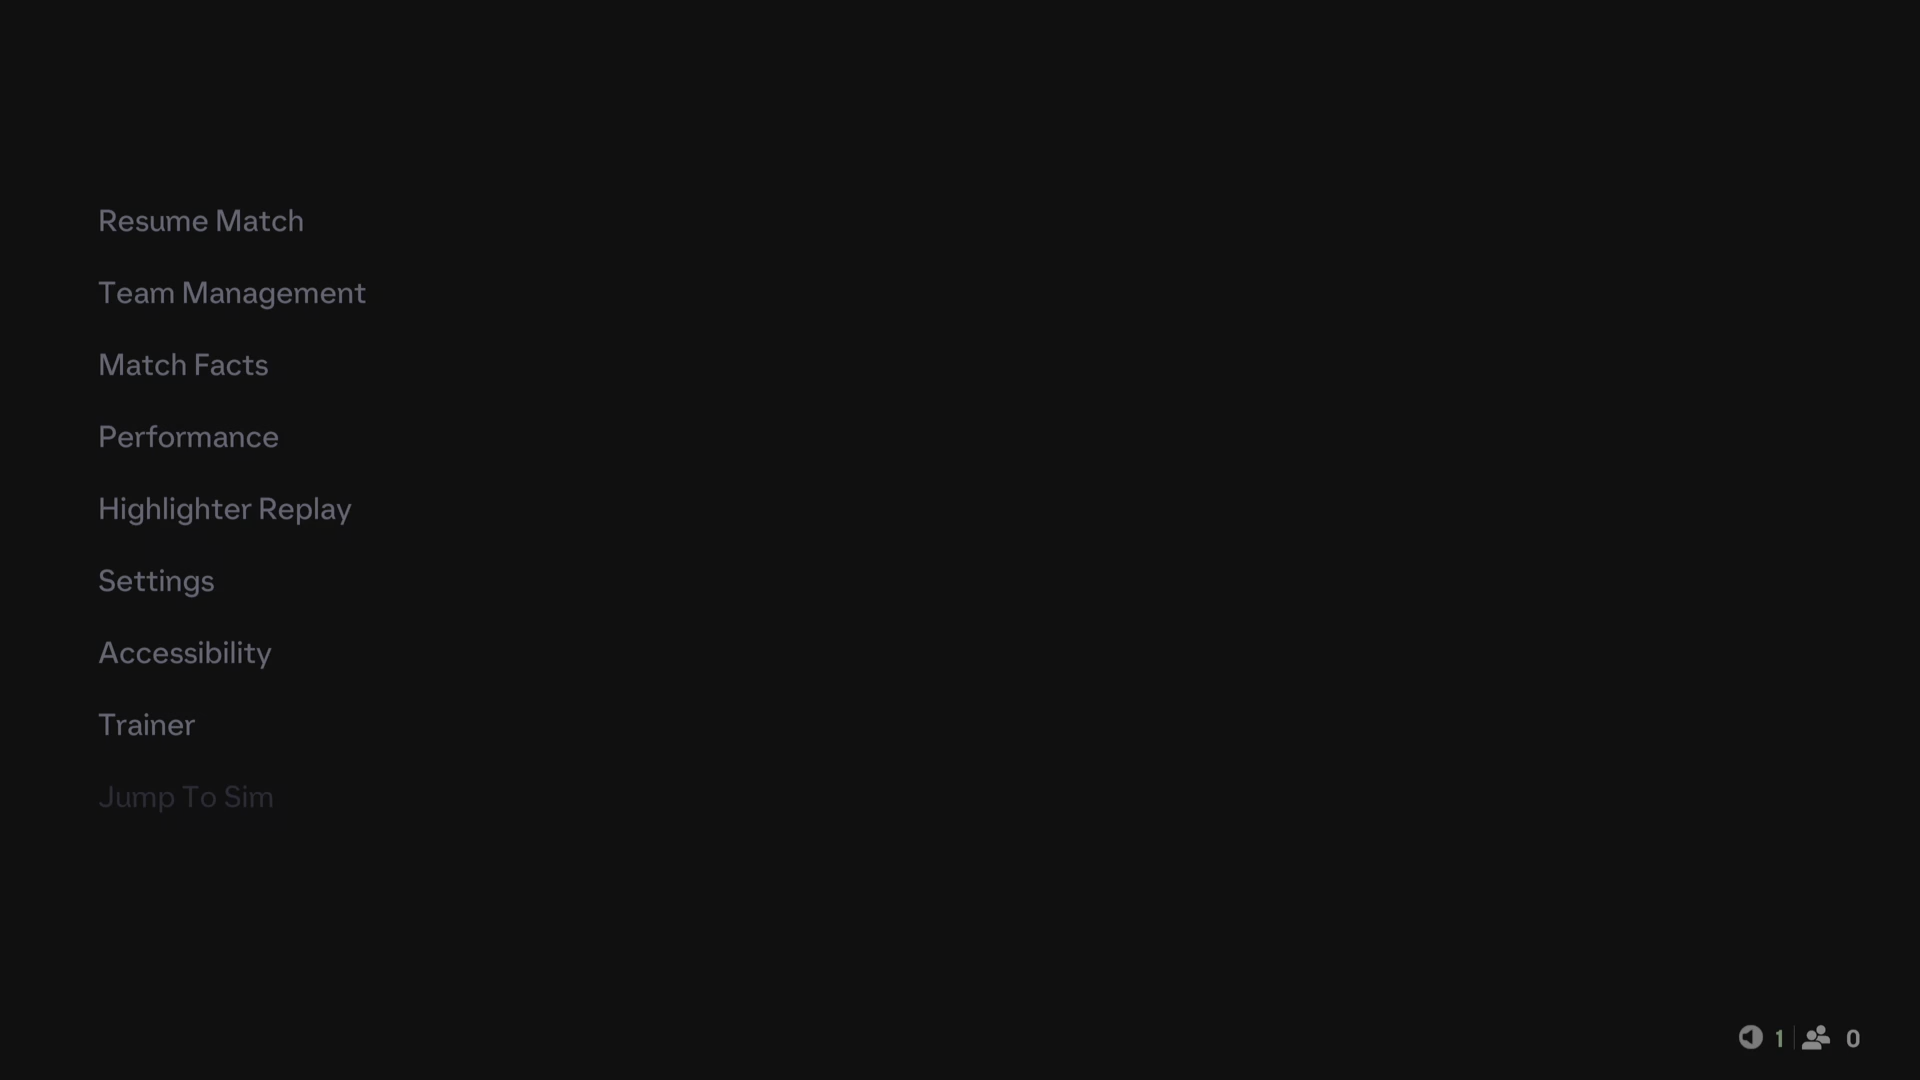 Resume Match
Team Management
Match Facts
Performance
Highlighter Replay
Settings
Accessibility
Trainer
Jump To Sim
1 0